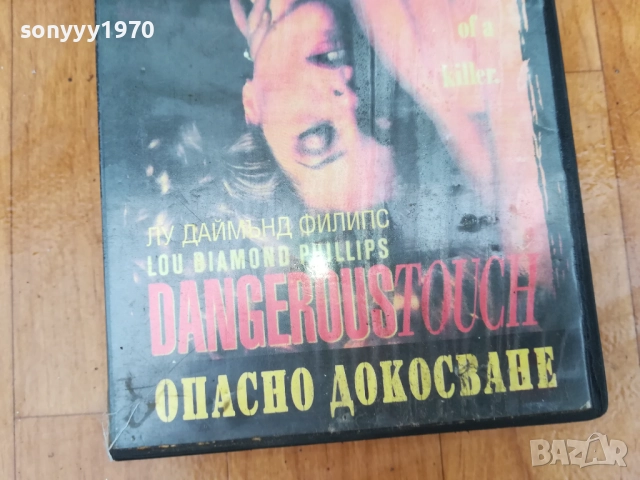 sonyyy1970
of a
killer.
ЛУ ДАЙМЪНД ФИЛИПС
LOU DIAMOND PHILLIPS
DANGEROUSTOUCH
ОПАСНО ДОКОСВАНЕ
BAZAR